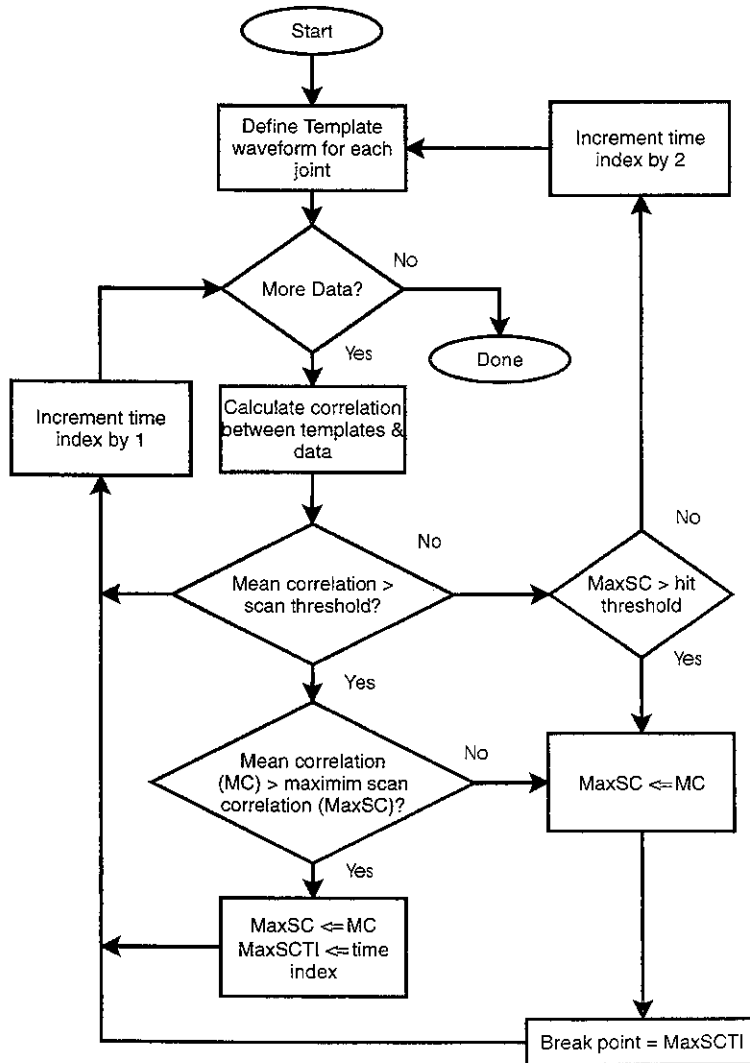 Start
Define Template
waveform for each
joint
Increment time
index by 2
More Data?
No
Yes
Done
Increment time
index by 1
Calculate correlation
between templates &
data
Mean correlation >
scan threshold?
No
Yes
MaxSC > hit
threshold
No
Yes
Mean correlation
(MC) > maximim scan
correlation (MaxSC)?
No
Yes
MaxSC <= MC
MaxSC <= MC
MaxSCTI <= time
index
Break point = MaxSCTI